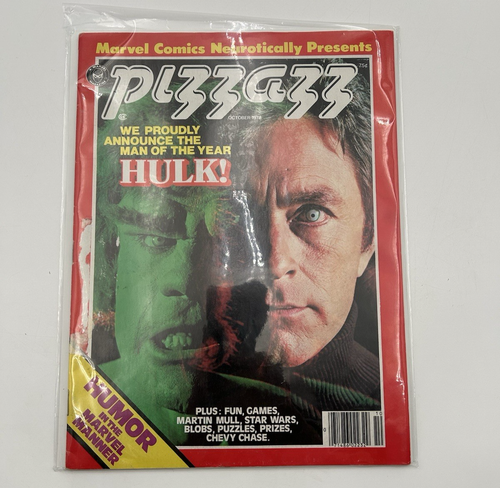 Marvel Comics Neurotically Presents
pizzazz
75¢
OCTOBER 1978
WE PROUDLY
ANNOUNCE THE
MAN OF THE YEAR
HULK!
HUMOR
IN THE
MARVEL
MANNER
PLUS: FUN, GAMES,
MARTIN MULL, STAR WARS,
BLOBS, PUZZLES, PRIZES,
CHEVY CHASE.